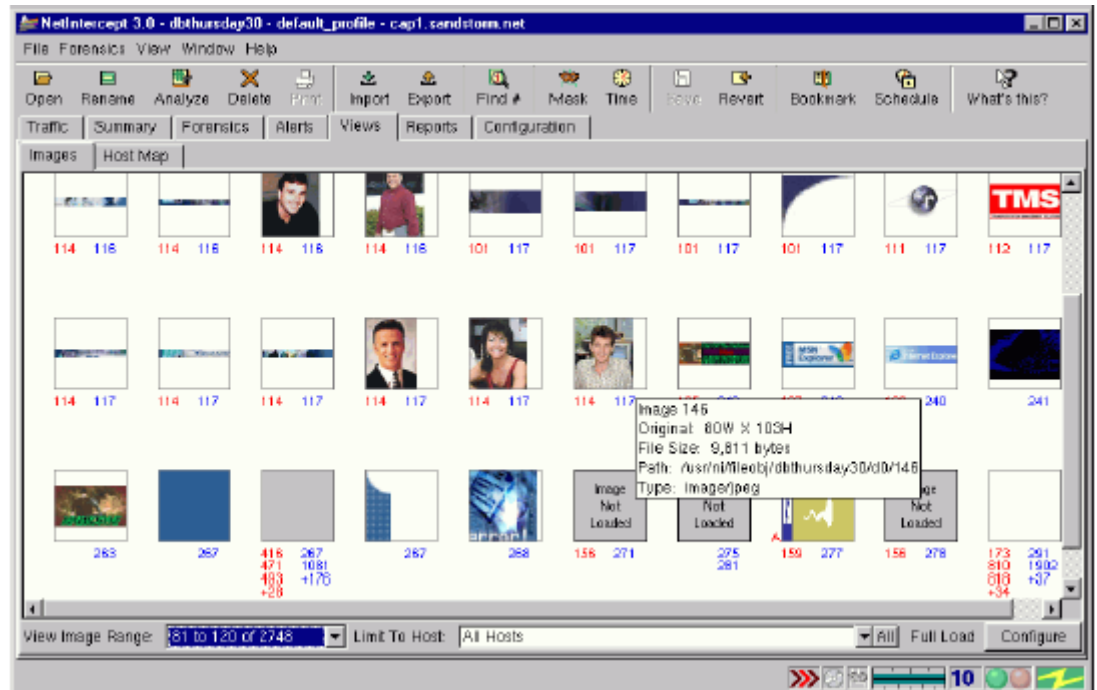 NetIntercept 3.0 - dbthursday30 - default_profile - cap1.sandstorm.net
File Forensics View Window Help
Open Rename Analyze Delete Print Import Export Find # Mask Time Save Revert Bookmark Schedule What's this?
Traffic Summary Forensics Alerts Views Reports Configuration
Images Host Map
TMS
114 116 114 116 114 116 114 116 101 117 101 117 101 117 101 117 111 117 112 117
MSN Explorer Internet Explorer
114 117 114 117 114 117 114 117 114 117 114 117 240 241
Image 146
Original: 80W X 103H
File Size: 9,811 bytes
Path: /usr/ni/fileobj/dbthursday30/d0/146
Type: image/jpeg
Image Not Loaded
Not Loaded
Not Loaded
error!
263 267 416 267 267 268 156 271 275 159 277 156 278 173 291
471 1081 281 810 1902
483 +176 818 +37
+28 +34
View Image Range: 81 to 120 of 2748 Limit To Host: All Hosts All Full Load Configure
10